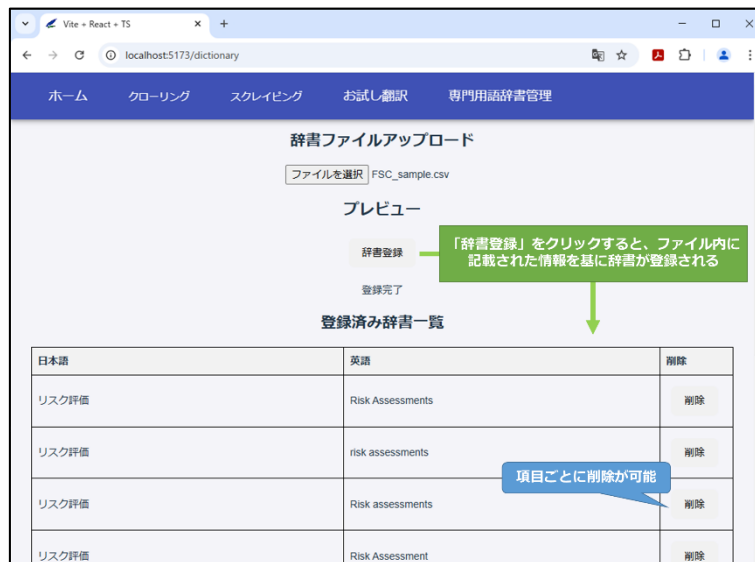 Vite + React + TS
localhost:5173/dictionary
ホーム クローリング スクレイピング お試し翻訳 専門用語辞書管理
辞書ファイルアップロード
ファイルを選択 FSC_sample.csv
プレビュー
辞書登録
「辞書登録」をクリックすると、ファイル内に
記載された情報を基に辞書が登録される
登録完了
登録済み辞書一覧
日本語 英語 削除
リスク評価 Risk Assessments 削除
リスク評価 risk assessments 削除
項目ごとに削除が可能
リスク評価 Risk assessments 削除
リスク評価 Risk Assessment 削除